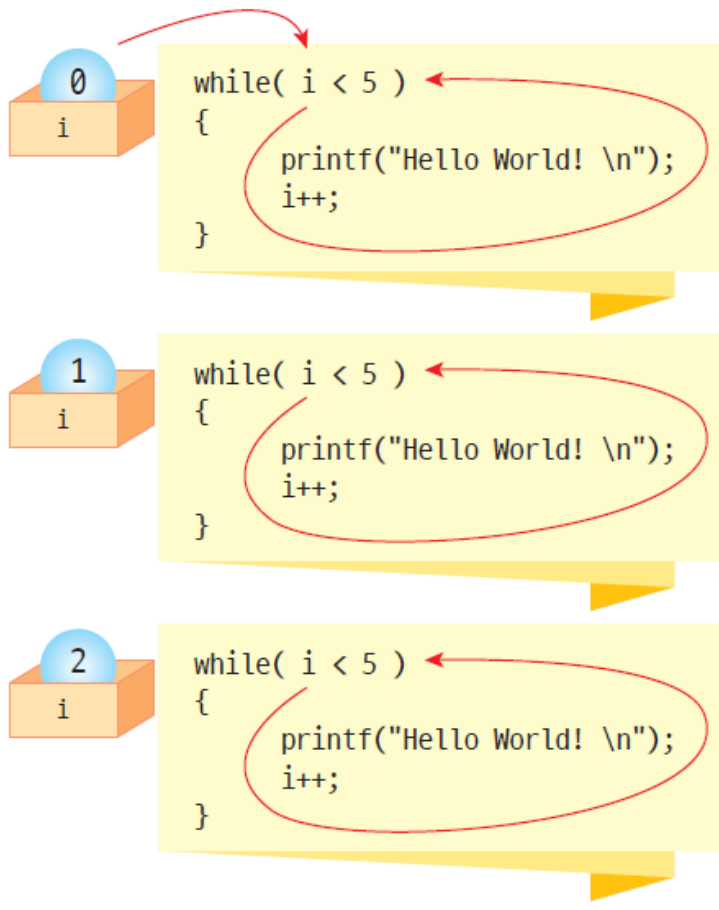 0
i
while( i < 5 )
{
printf("Hello World! \n");
i++;
}
1
i
while( i < 5 )
{
printf("Hello World! \n");
i++;
}
2
i
while( i < 5 )
{
printf("Hello World! \n");
i++;
}